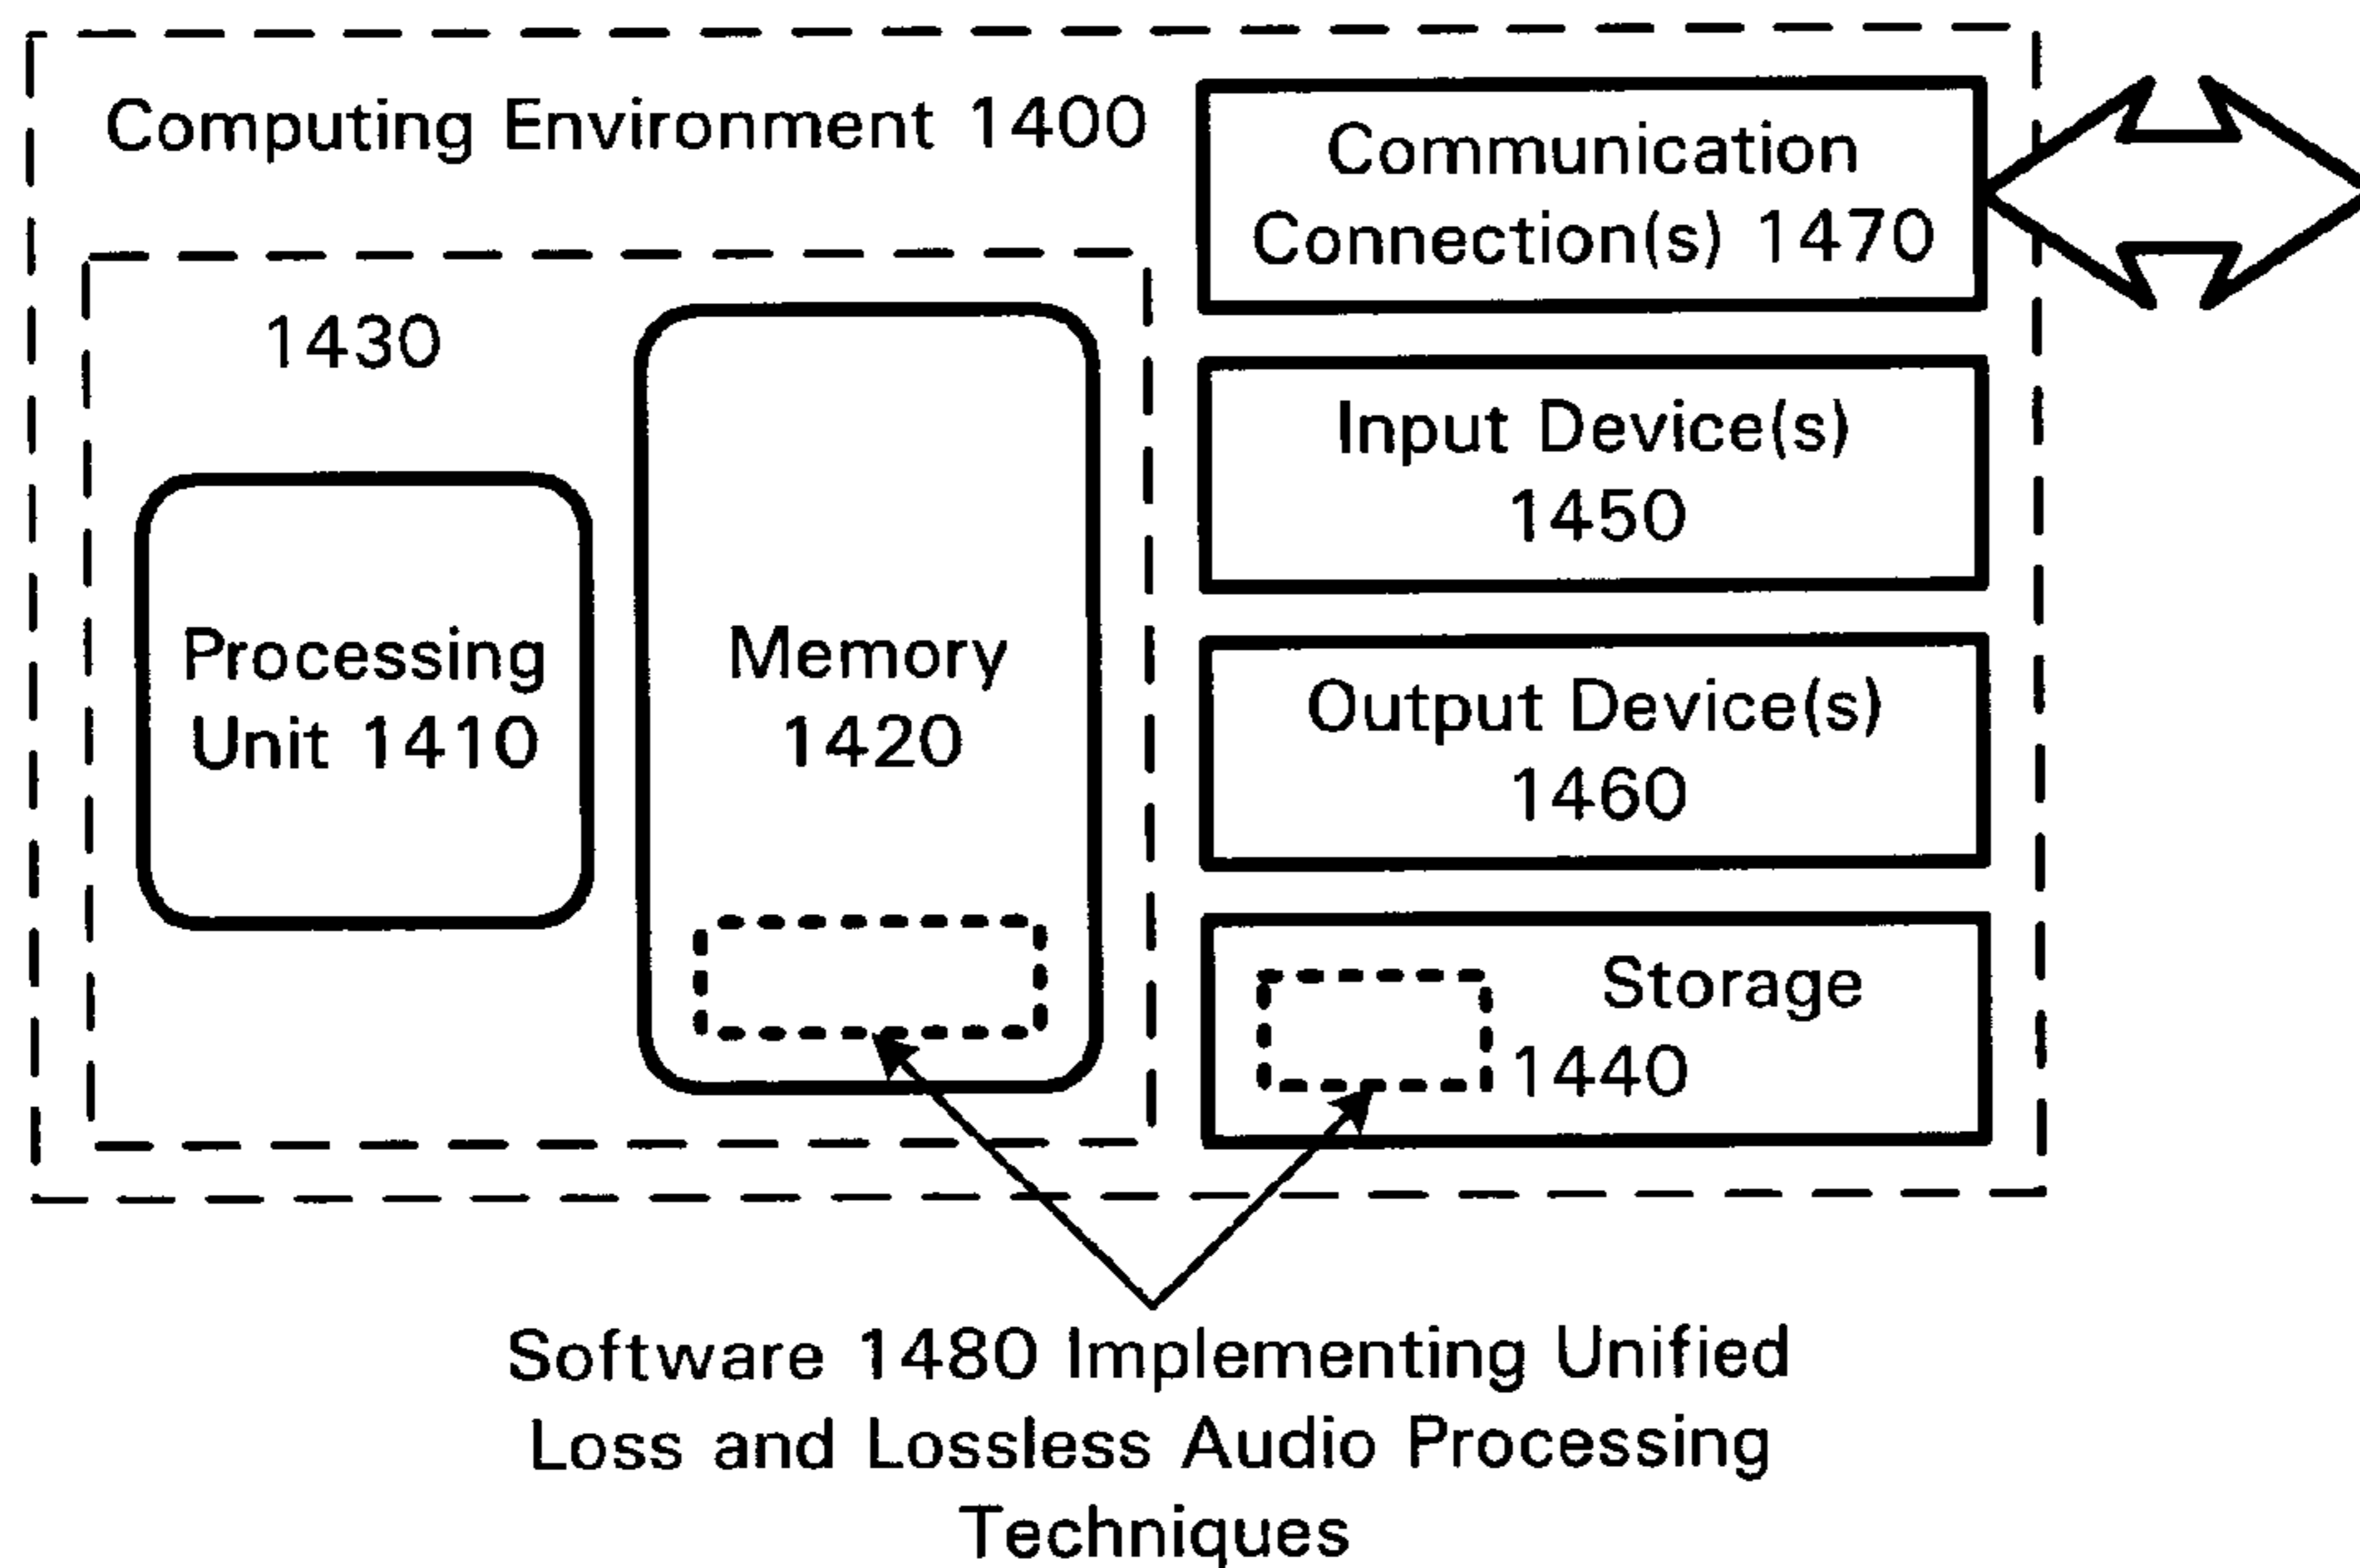 Computing Environment 1400
Communication
Connection(s) 1470
1430
Input Device(s)
1450
Processing
Unit 1410
Memory
1420
Output Device(s)
1460
Storage
1440
Software 1480 Implementing Unified
Loss and Lossless Audio Processing
Techniques